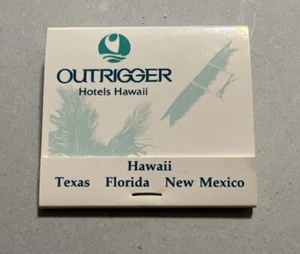 OUTRIGGER
Hotels Hawaii
Hawaii
Texas Florida New Mexico